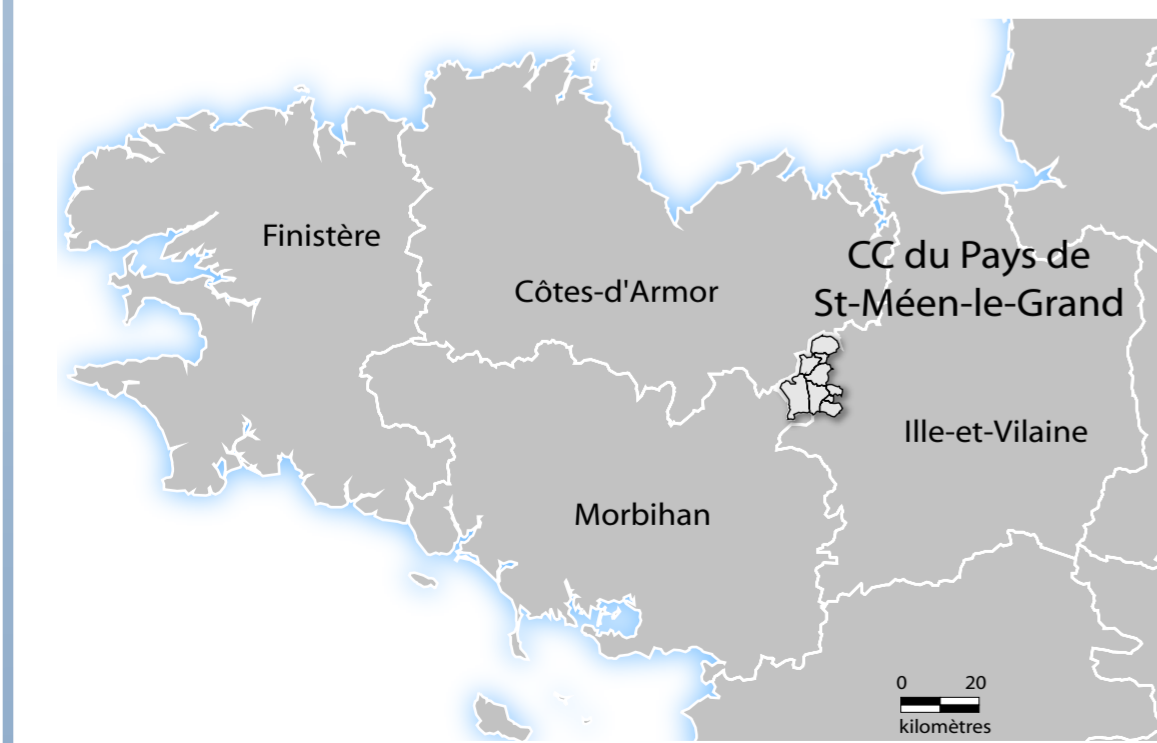 Finistère
Côtes-d'Armor
CC du Pays de
St-Méen-le-Grand
Ille-et-Vilaine
Morbihan
0 20
kilomètres